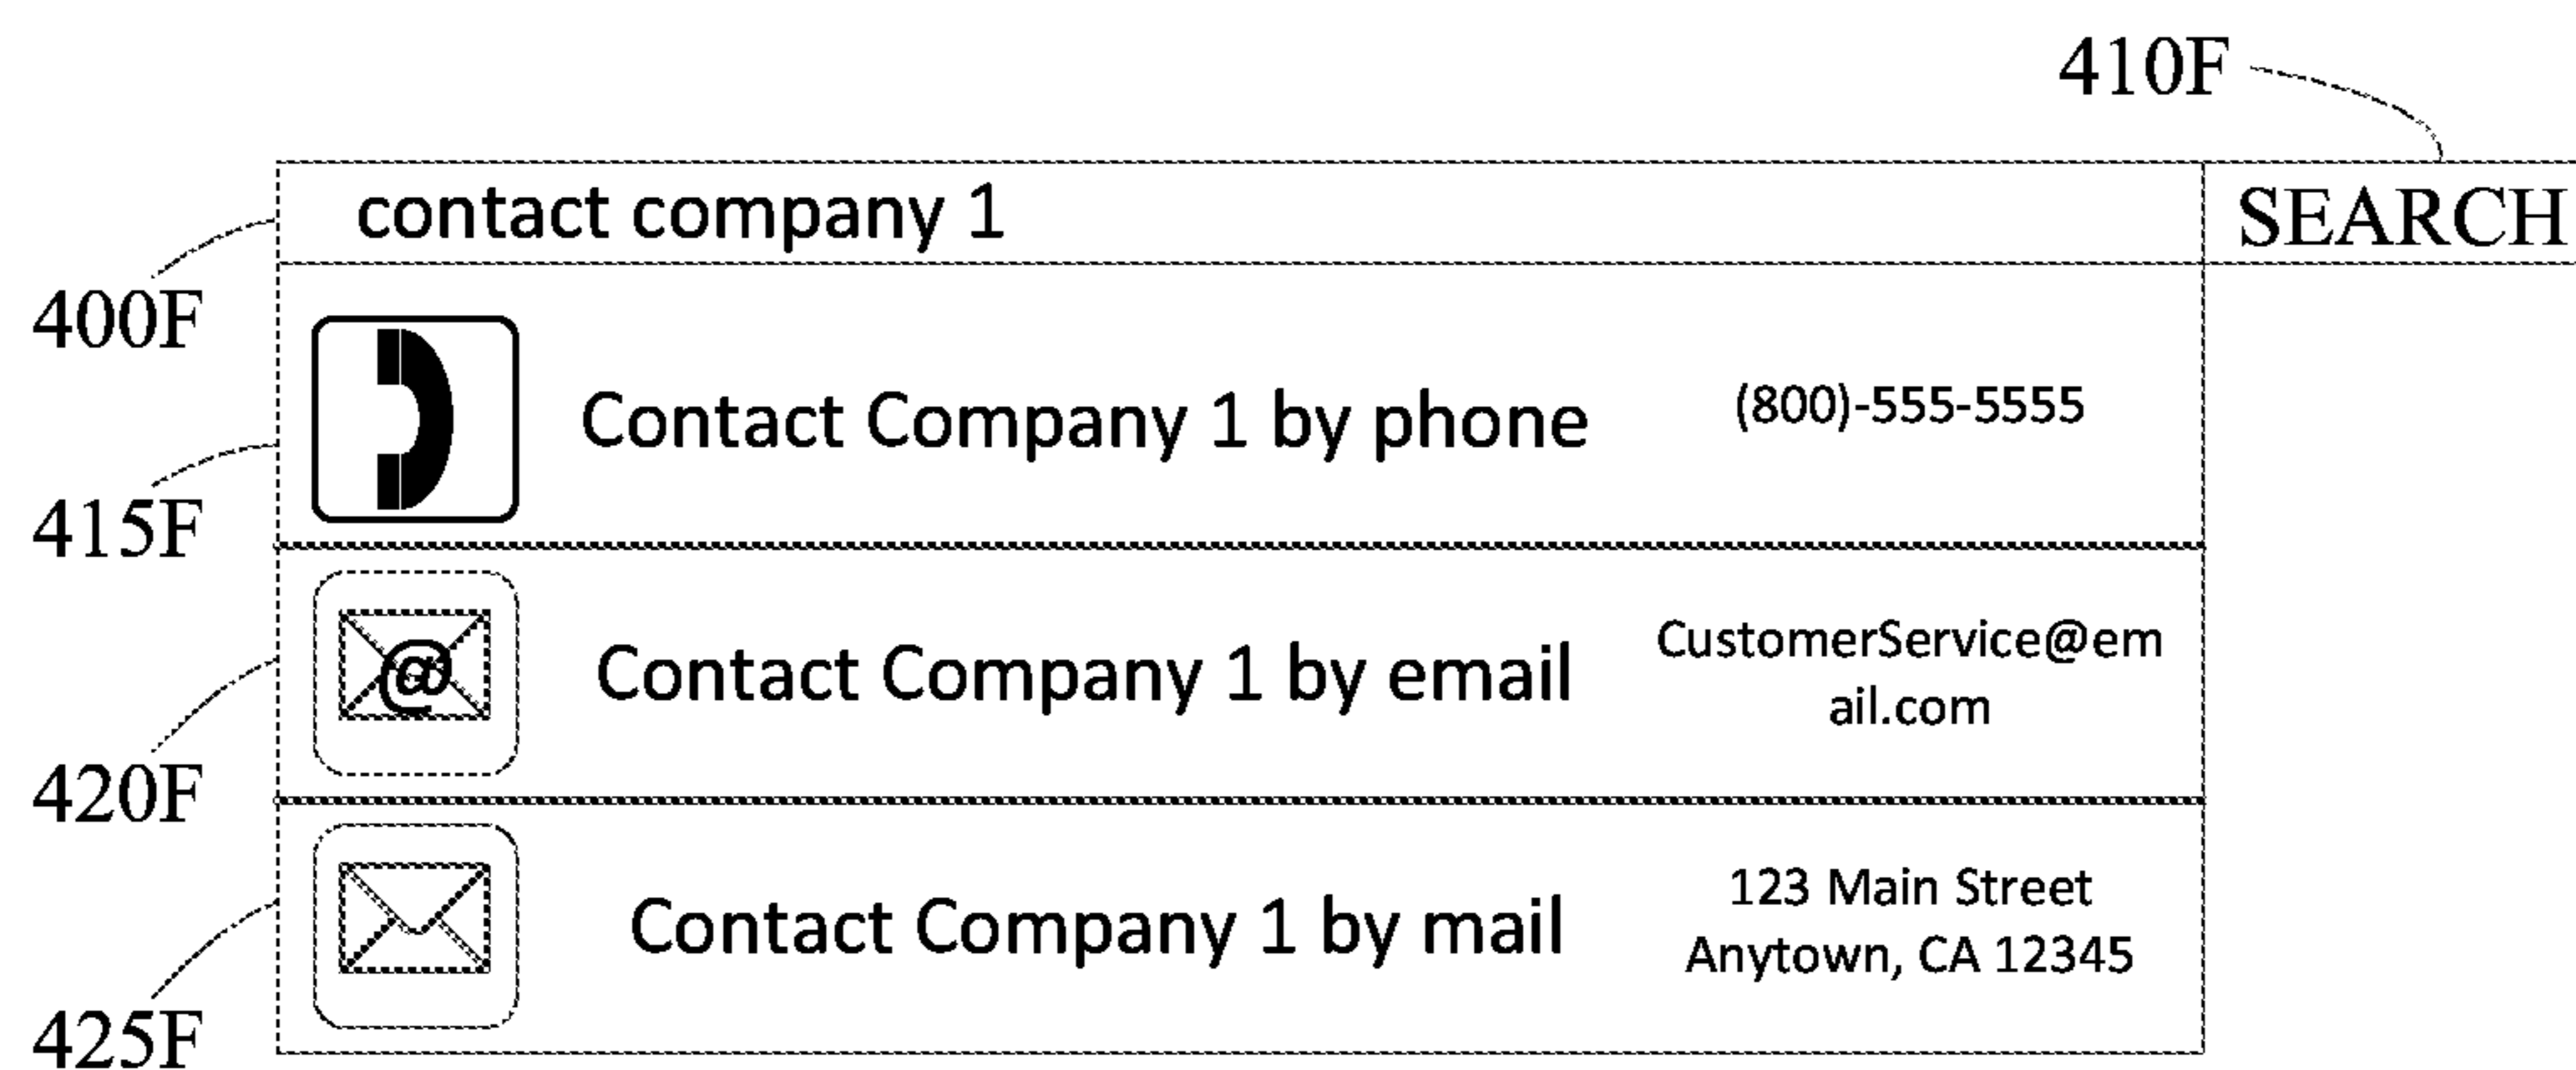 410F
contact company 1
SEARCH
400F
Contact Company 1 by phone
(800)-555-5555
415F
@
Contact Company 1 by email
CustomerService@em
ail.com
420F
Contact Company 1 by mail
123 Main Street
Anytown, CA 12345
425F